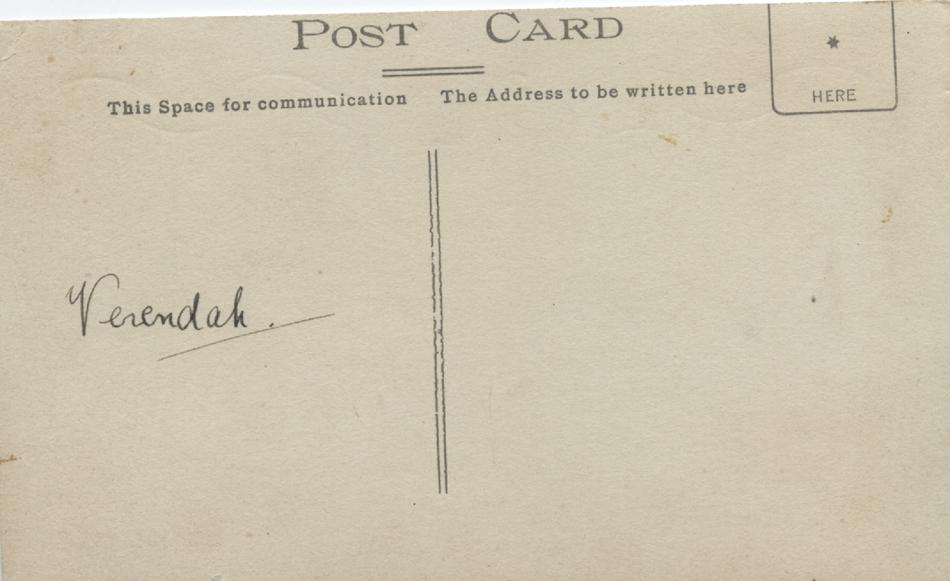 POST CARD
This Space for communication
The Address to be written here
HERE
Verendah.